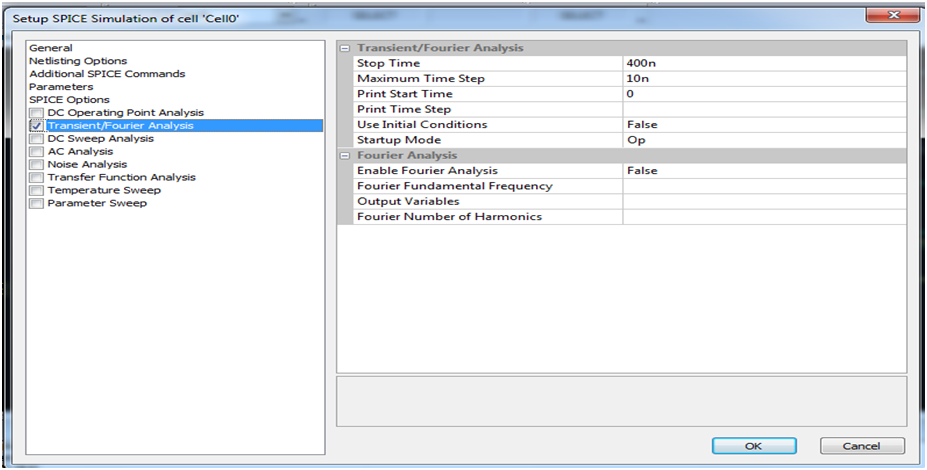 Setup SPICE Simulation of cell 'Cell0'
General
Netlisting Options
Additional SPICE Commands
Parameters
SPICE Options
DC Operating Point Analysis
Transient/Fourier Analysis
DC Sweep Analysis
AC Analysis
Noise Analysis
Transfer Function Analysis
Temperature Sweep
Parameter Sweep
Transient/Fourier Analysis
Stop Time 400n
Maximum Time Step 10n
Print Start Time 0
Print Time Step
Use Initial Conditions False
Startup Mode Op
Fourier Analysis
Enable Fourier Analysis False
Fourier Fundamental Frequency
Output Variables
Fourier Number of Harmonics
OK Cancel